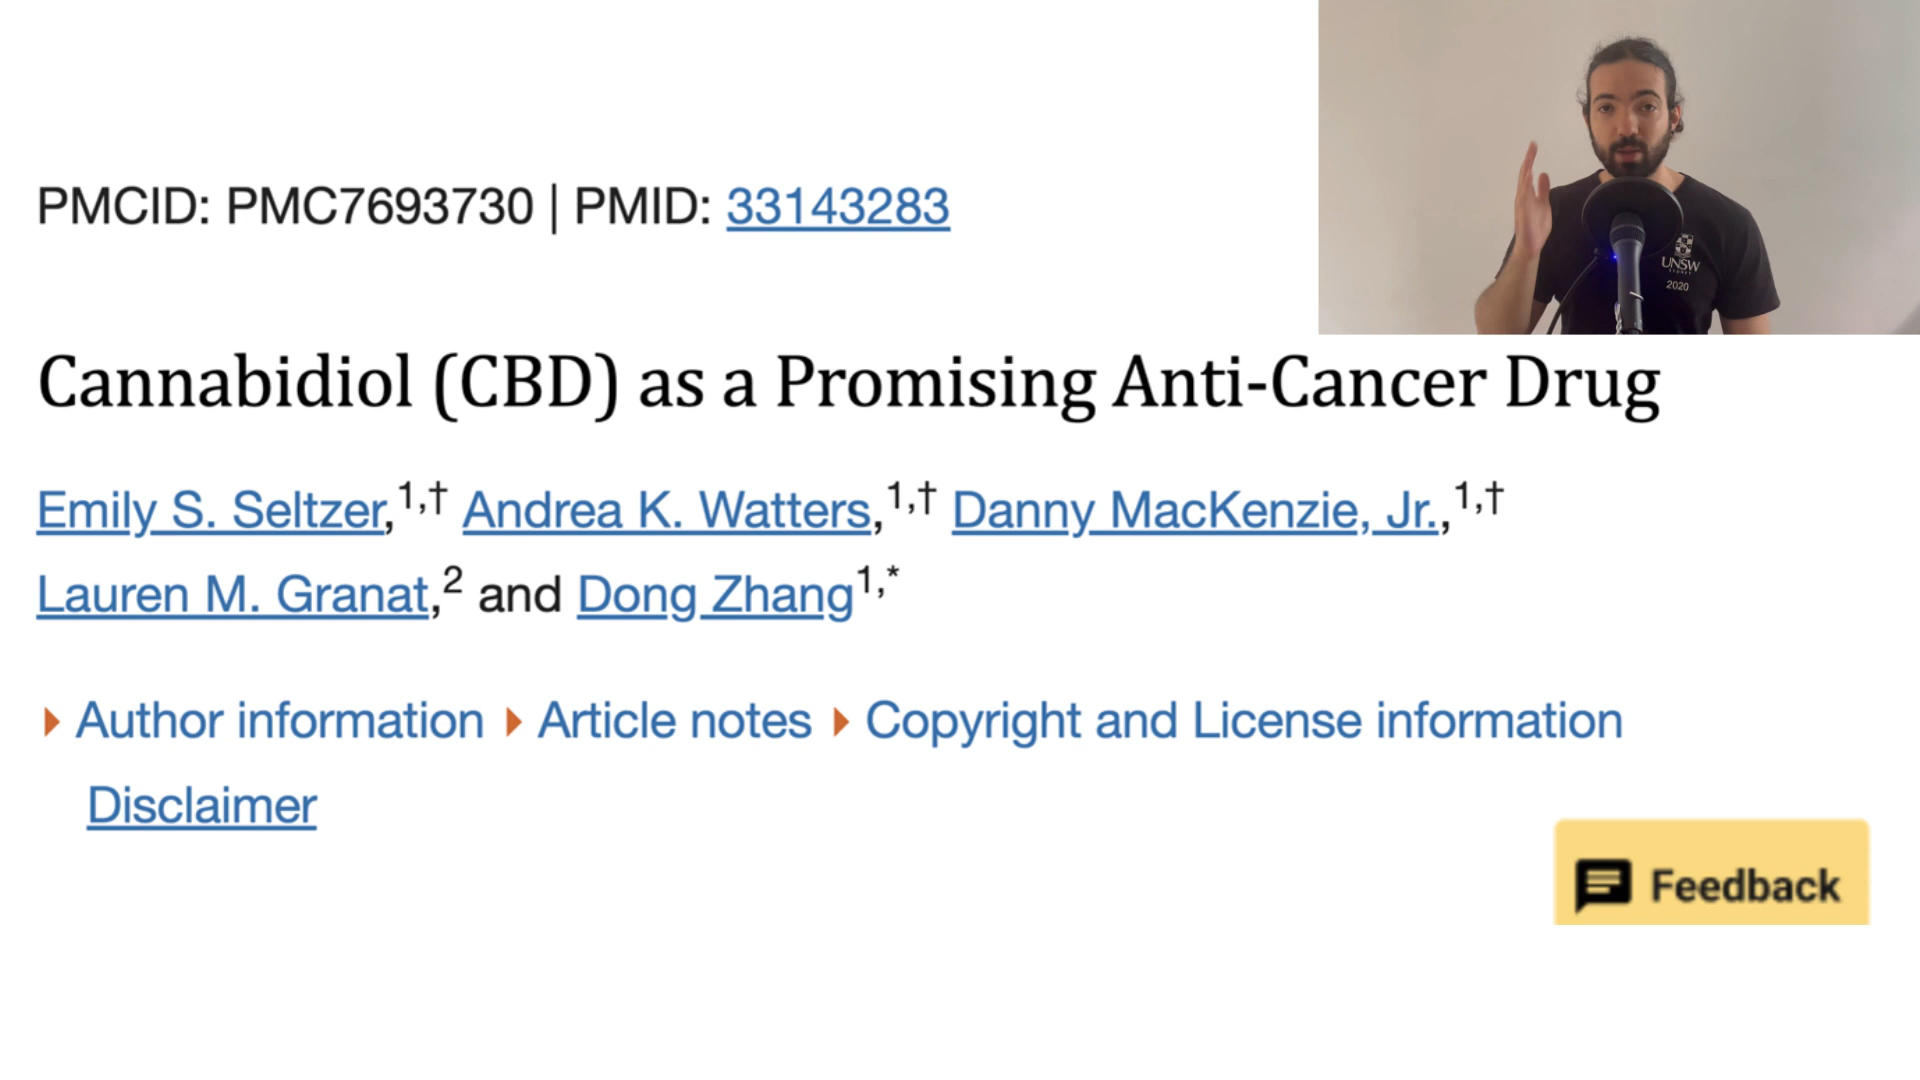 PMCID: PMC7693730 | PMID: 33143283
Cannabidiol (CBD) as a Promising Anti-Cancer Drug
Emily S. Seltzer,1,† Andrea K. Watters,1,† Danny MacKenzie, Jr.,1,†
Lauren M. Granat,2 and Dong Zhang1,*
Author information Article notes Copyright and License information
Disclaimer
Feedback
UNSW
SYDNEY
2020